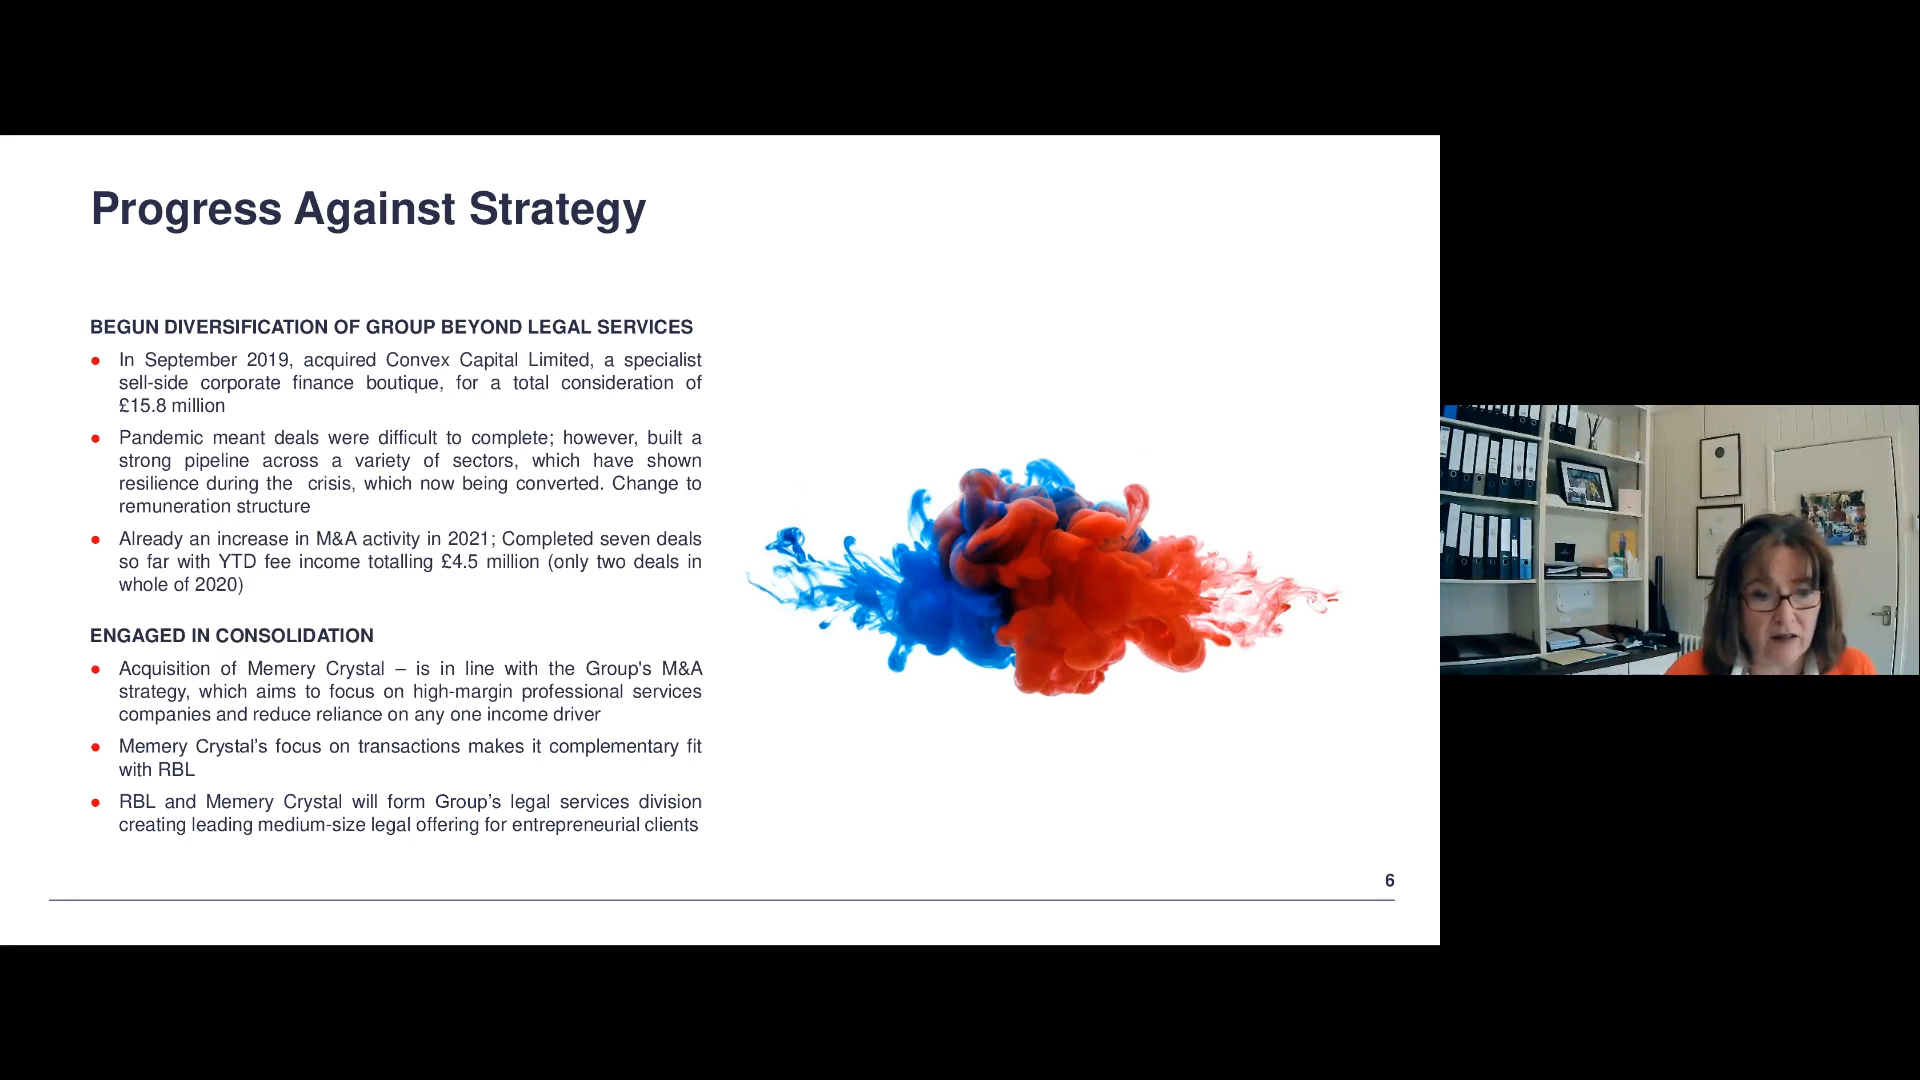 Progress Against Strategy
BEGUN DIVERSIFICATION OF GROUP BEYOND LEGAL SERVICES
● In September 2019, acquired Convex Capital Limited, a specialist
sell-side corporate finance boutique, for a total consideration of
£15.8 million
● Pandemic meant deals were difficult to complete; however, built a
strong pipeline across a variety of sectors, which have shown
resilience during the crisis, which now being converted. Change to
remuneration structure
● Already an increase in M&A activity in 2021; Completed seven deals
so far with YTD fee income totalling £4.5 million (only two deals in
whole of 2020)
ENGAGED IN CONSOLIDATION
● Acquisition of Memery Crystal – is in line with the Group's M&A
strategy, which aims to focus on high-margin professional services
companies and reduce reliance on any one income driver
● Memery Crystal’s focus on transactions makes it complementary fit
with RBL
● RBL and Memery Crystal will form Group’s legal services division
creating leading medium-size legal offering for entrepreneurial clients
6